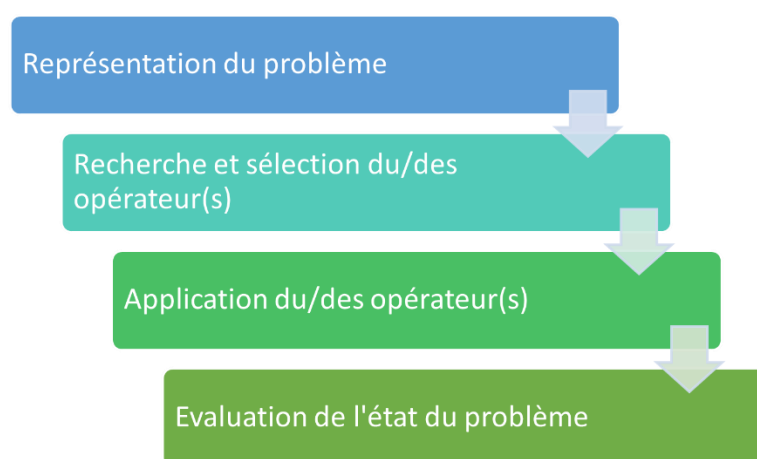 Représentation du problème
Recherche et sélection du/des
opérateur(s)
Application du/des opérateur(s)
Evaluation de l'état du problème